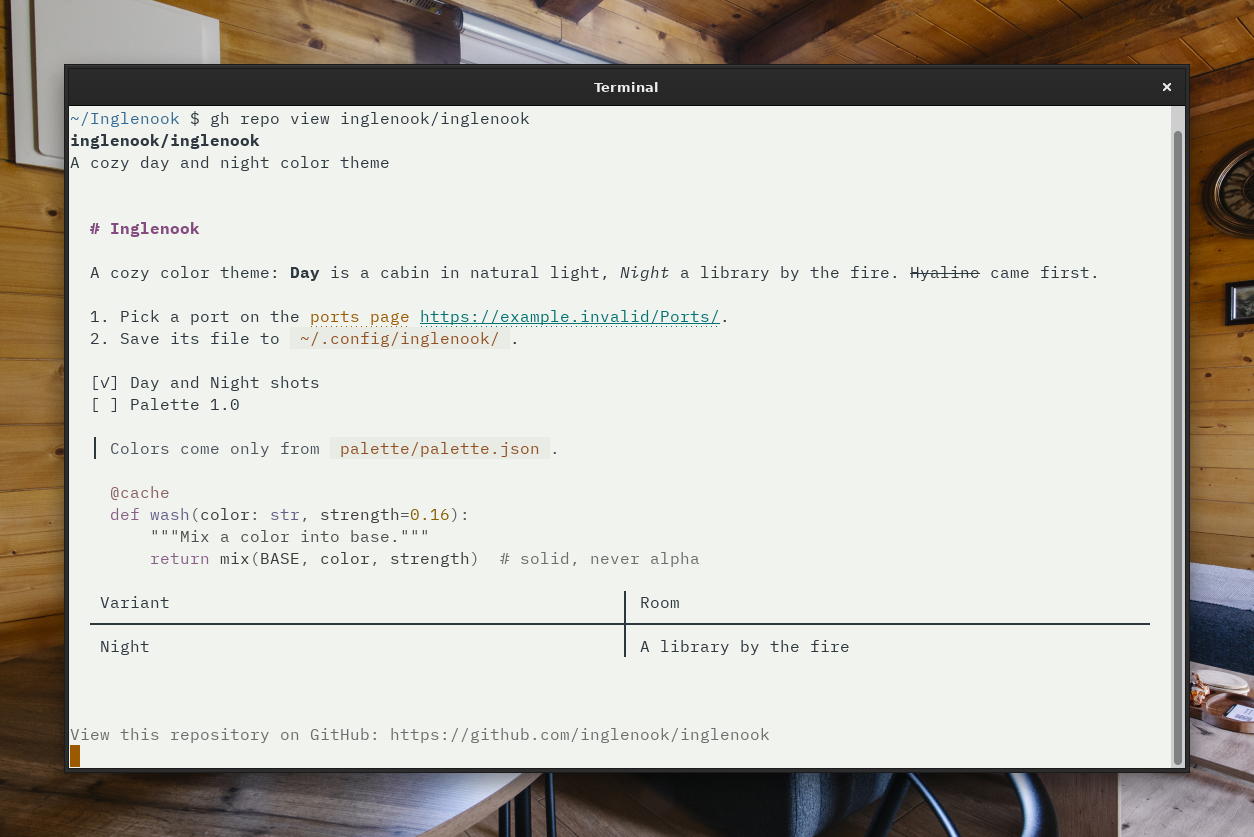 Terminal
~/Inglenook $ gh repo view inglenook/inglenook
inglenook/inglenook
A cozy day and night color theme
# Inglenook
A cozy color theme: Day is a cabin in natural light, Night a library by the fire. Hyaline came first.
1. Pick a port on the ports page https://example.invalid/Ports/.
2. Save its file to ~/.config/inglenook/ .
[√] Day and Night shots
[ ] Palette 1.0
Colors come only from palette/palette.json .
@cache
def wash(color: str, strength=0.16):
"""Mix a color into base."""
return mix(BASE, color, strength)  # solid, never alpha
Variant Room
Night A library by the fire
View this repository on GitHub: https://github.com/inglenook/inglenook